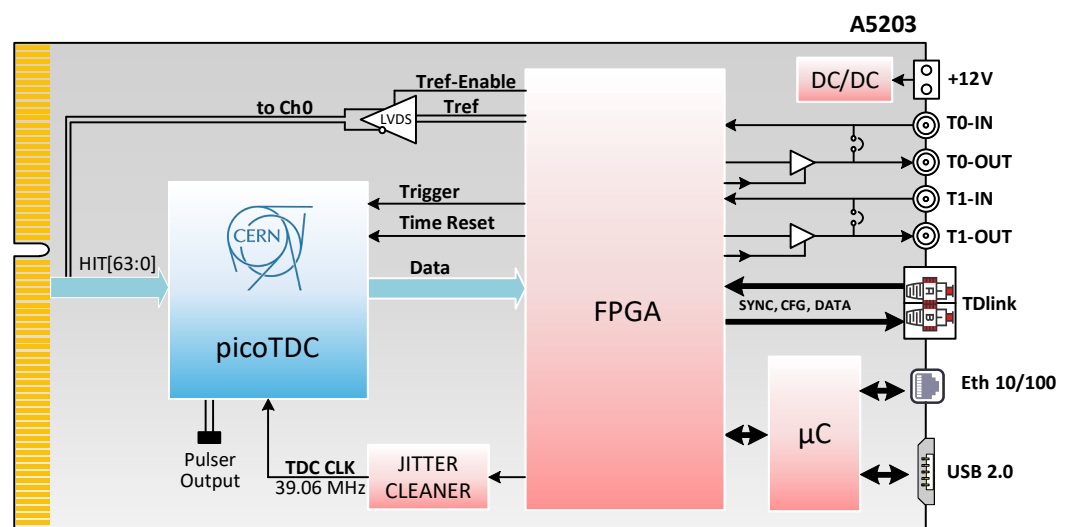 A5203
DC/DC
+12V
Tref-Enable
to Ch0
Tref
LVDS
T0-IN
T0-OUT
Trigger
T1-IN
CERN
Time Reset
T1-OUT
HIT[63:0]
Data
FPGA
SYNC, CFG, DATA
R
B
TDlink
picoTDC
Eth 10/100
µC
Pulser
Output
TDC CLK
39.06 MHz
JITTER
CLEANER
USB 2.0